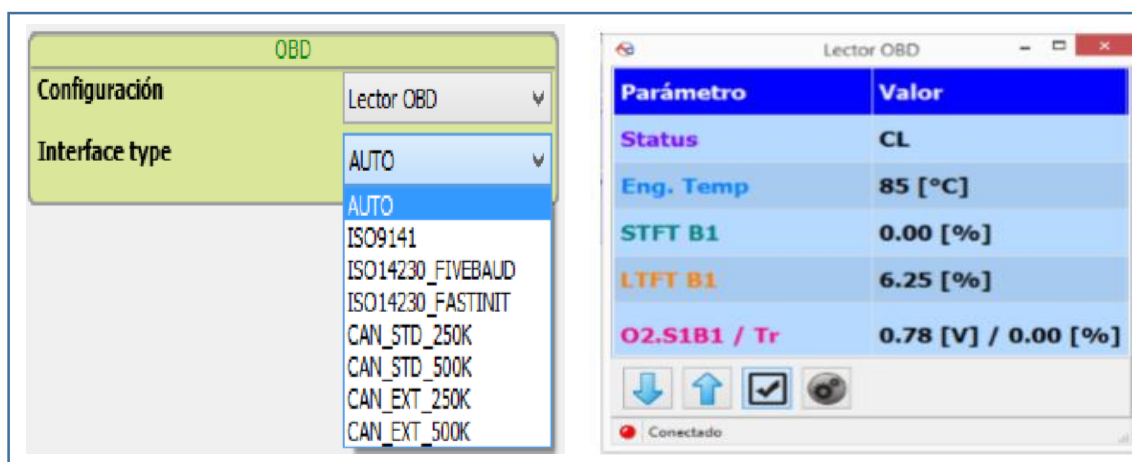 OBD
Configuración Lector OBD
Interface type AUTO
AUTO
ISO9141
ISO14230_FIVEBAUD
ISO14230_FASTINIT
CAN_STD_250K
CAN_STD_500K
CAN_EXT_250K
CAN_EXT_500K
Lector OBD
Parámetro Valor
Status CL
Eng. Temp 85 [°C]
STFT B1 0.00 [%]
LTFT B1 6.25 [%]
O2.S1B1 / Tr 0.78 [V] / 0.00 [%]
Conectado